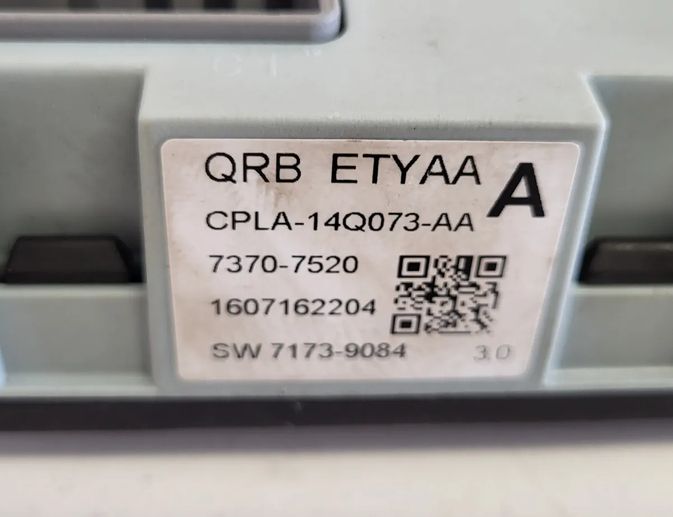 QRB ETYAA A
CPLA-14Q073-AA
7370-7520
1607162204
SW 7173-9084 3.0